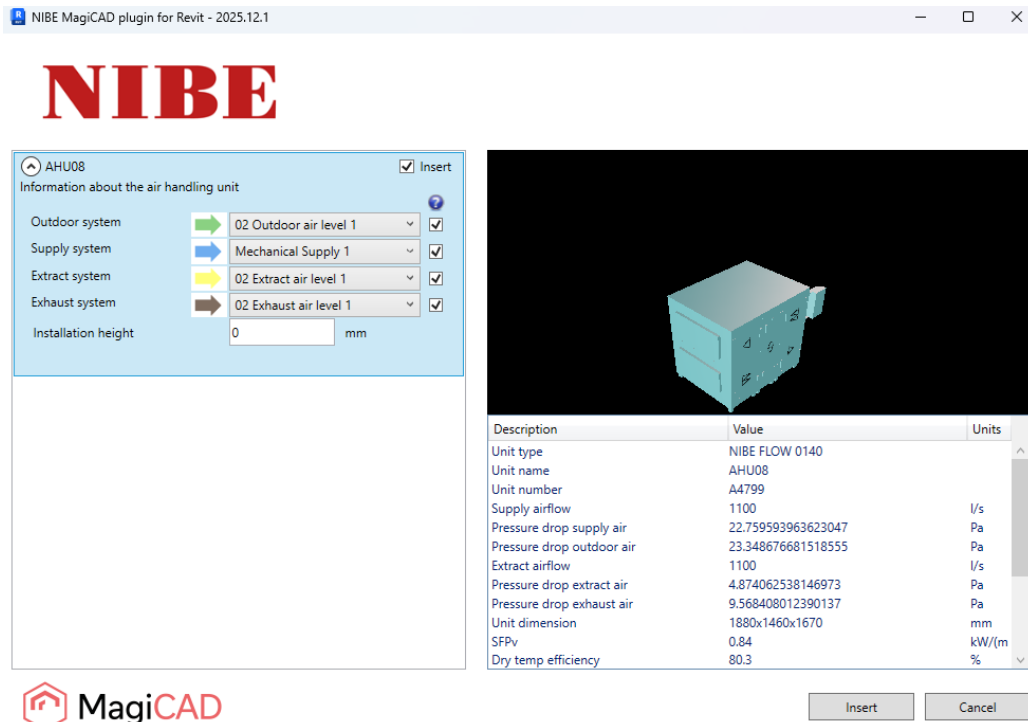 NIBE MagiCAD plugin for Revit - 2025.12.1
NIBE
AHU08
Insert
Information about the air handling unit
Outdoor system
02 Outdoor air level 1
Supply system
Mechanical Supply 1
Extract system
02 Extract air level 1
Exhaust system
02 Exhaust air level 1
Installation height
0
mm
Description Value Units
Unit type NIBE FLOW 0140
Unit name AHU08
Unit number A4799
Supply airflow 1100 l/s
Pressure drop supply air 22.759593963623047 Pa
Pressure drop outdoor air 23.348676681518555 Pa
Extract airflow 1100 l/s
Pressure drop extract air 4.874062538146973 Pa
Pressure drop exhaust air 9.568408012390137 Pa
Unit dimension 1880x1460x1670 mm
SFPv 0.84 kW/(m
Dry temp efficiency 80.3 %
MagiCAD
Insert
Cancel